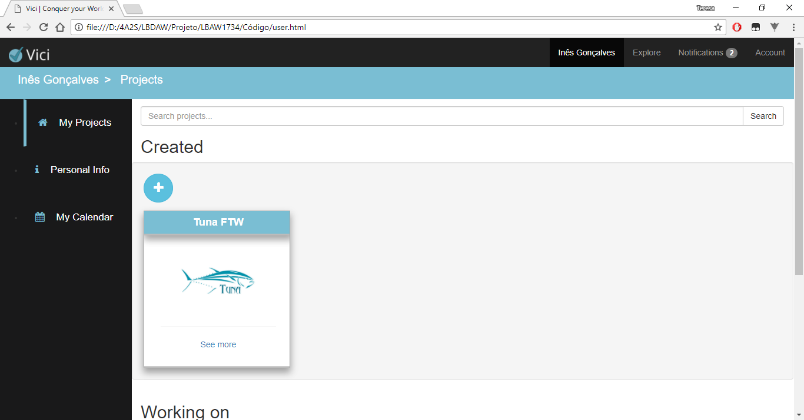 Vici | Conquer your Work
Teresa
file:///D:/4A2S/LBDAW/Projeto/LBAW1734/Código/user.html
Vici
Inês Gonçalves
Explore
Notifications 2
Account
Inês Gonçalves > Projects
My Projects
Personal Info
My Calendar
Search projects...
Search
Created
Tuna FTW
Tuna
See more
Working on